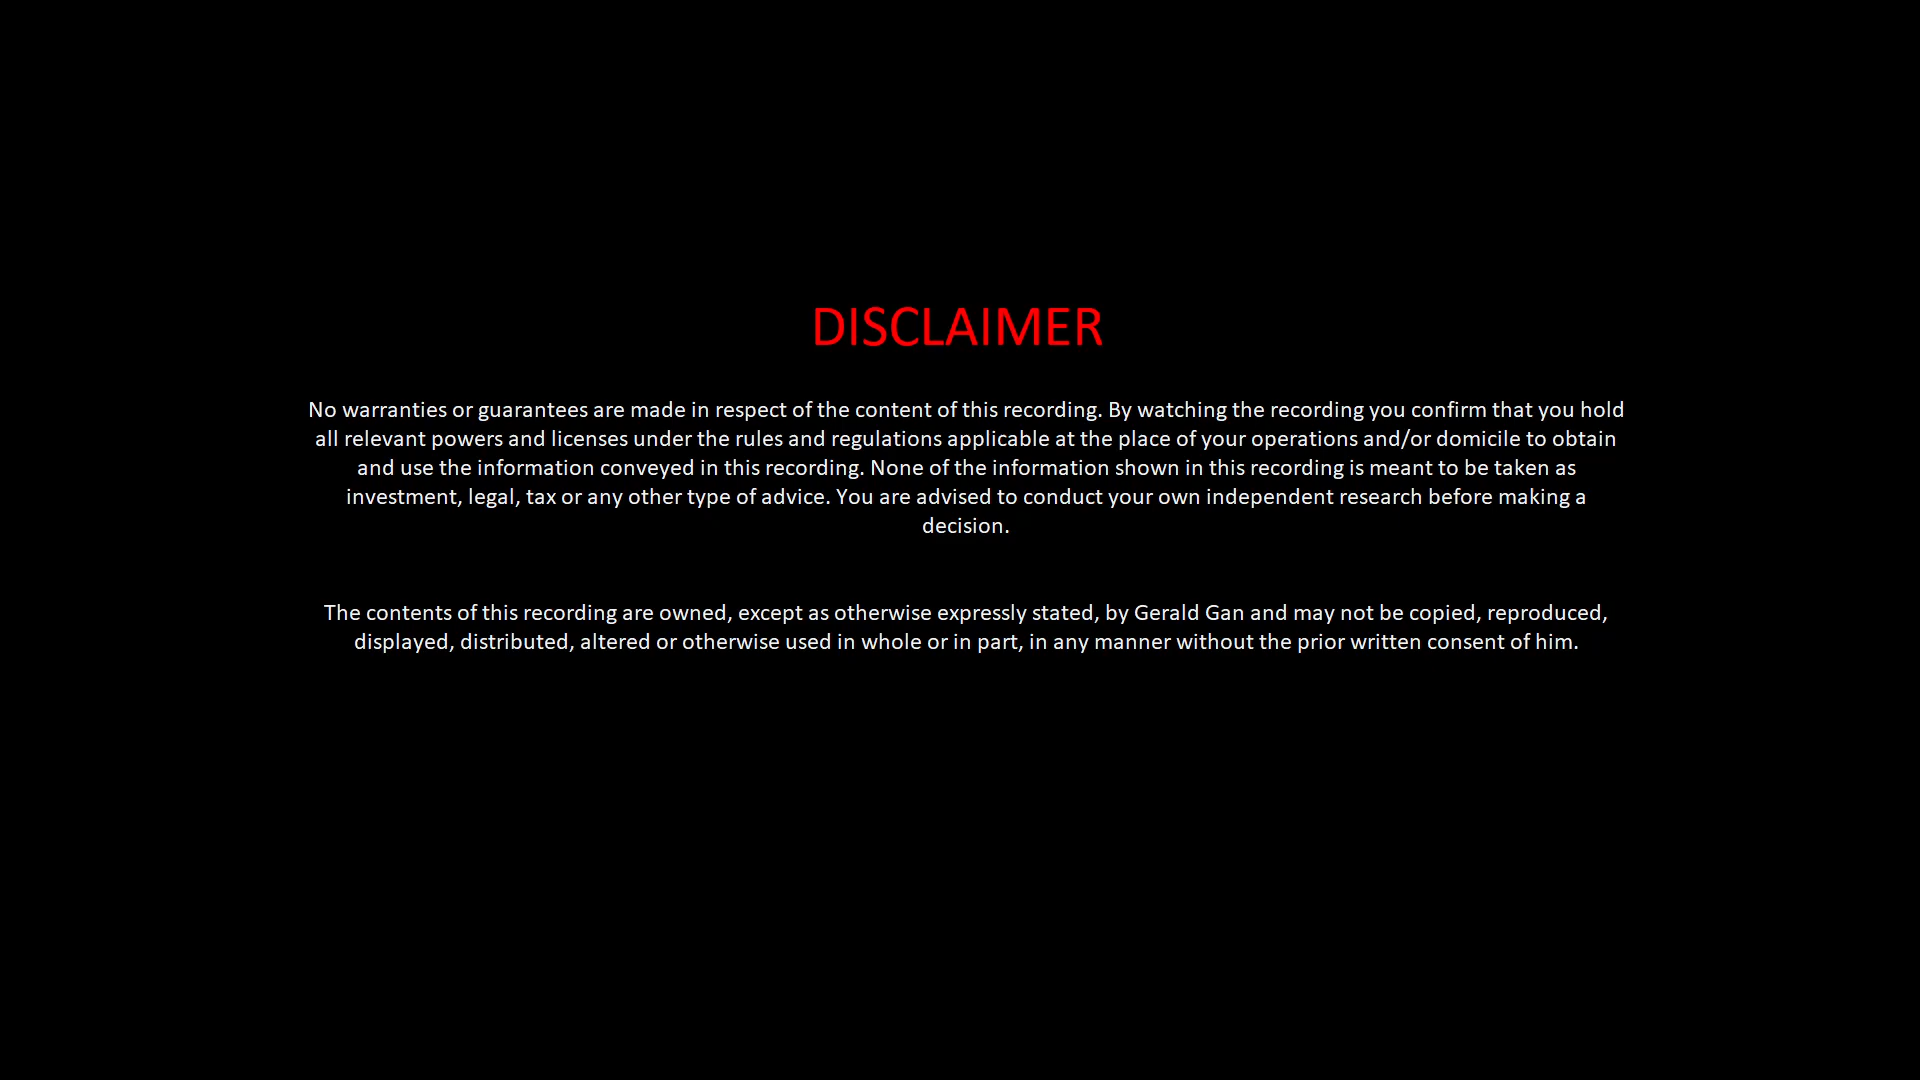 DISCLAIMER
No warranties or guarantees are made in respect of the content of this recording. By watching the recording you confirm that you hold
all relevant powers and licenses under the rules and regulations applicable at the place of your operations and/or domicile to obtain
and use the information conveyed in this recording. None of the information shown in this recording is meant to be taken as
investment, legal, tax or any other type of advice. You are advised to conduct your own independent research before making a
decision.
The contents of this recording are owned, except as otherwise expressly stated, by Gerald Gan and may not be copied, reproduced,
displayed, distributed, altered or otherwise used in whole or in part, in any manner without the prior written consent of him.